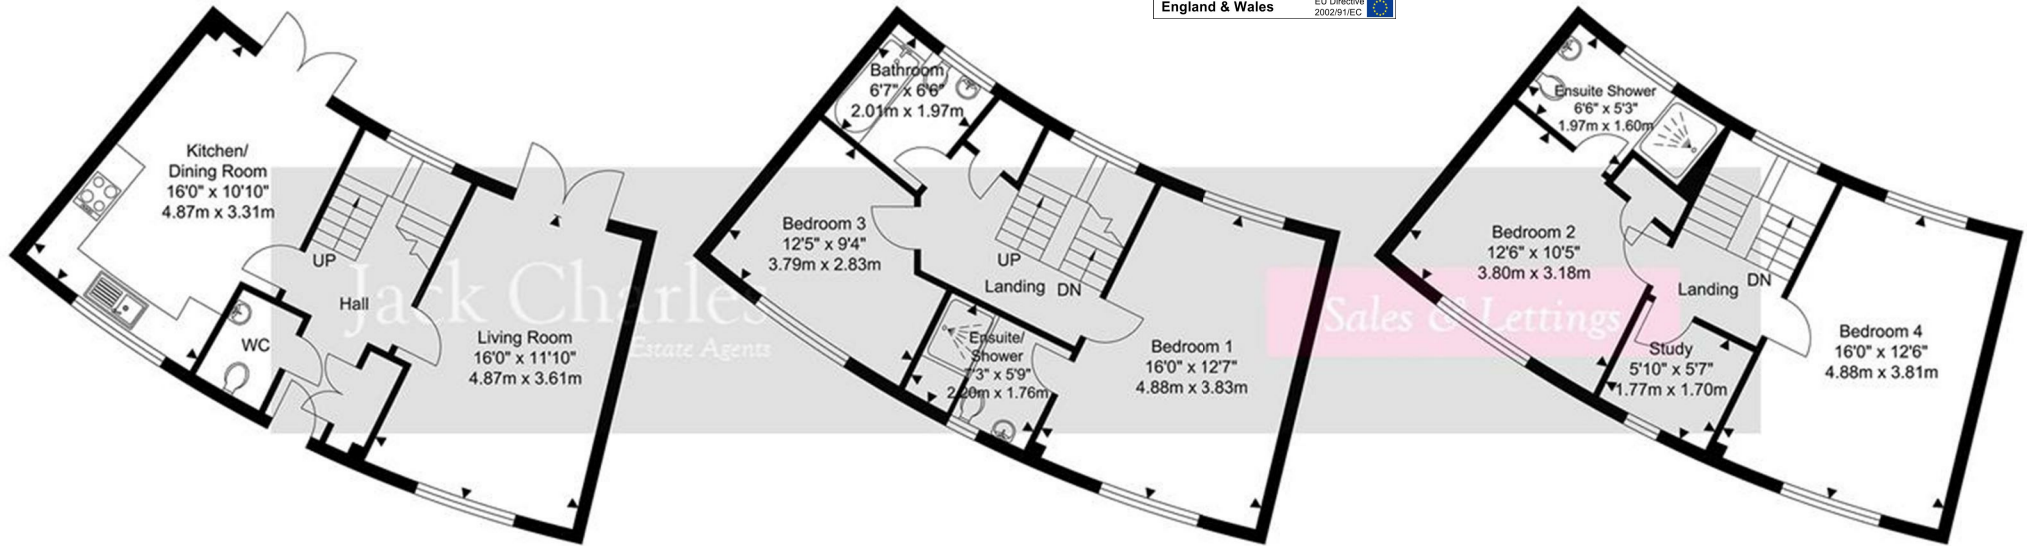 England & Wales
EU Directive
2002/91/EC
Kitchen/
Dining Room
16'0" x 10'10"
4.87m x 3.31m
UP
Hall
WC
Living Room
16'0" x 11'10"
4.87m x 3.61m
Bathroom
6'7" x 6'6"
2.01m x 1.97m
Bedroom 3
12'5" x 9'4"
3.79m x 2.83m
UP
Landing DN
Ensuite/
Shower
7'3" x 5'9"
2.20m x 1.76m
Bedroom 1
16'0" x 12'7"
4.88m x 3.83m
Ensuite Shower
6'6" x 5'3"
1.97m x 1.60m
Bedroom 2
12'6" x 10'5"
3.80m x 3.18m
DN
Landing
Study
5'10" x 5'7"
1.77m x 1.70m
Bedroom 4
16'0" x 12'6"
4.88m x 3.81m
Jack Charles
Estate Agents
Sales & Lettings